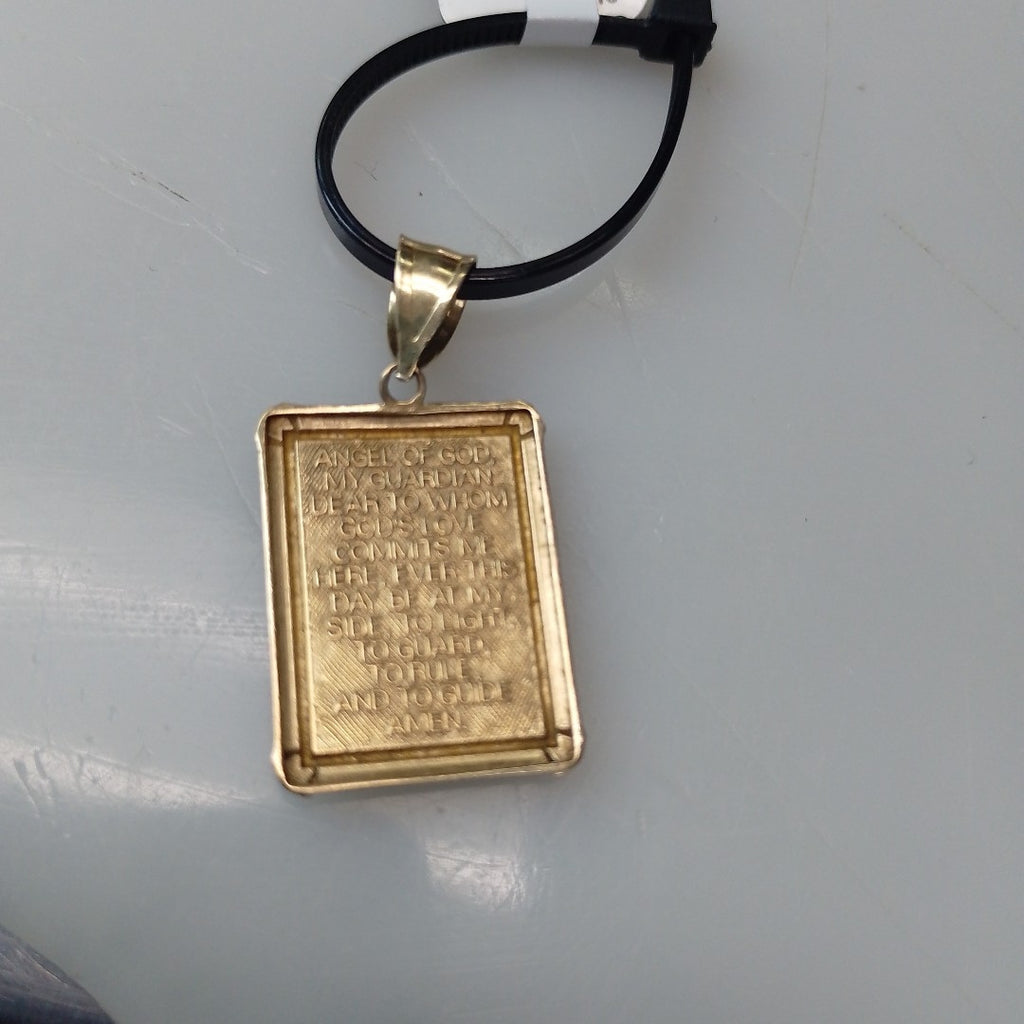 ANGEL OF GOD,
MY GUARDIAN
DEAR TO WHOM
GOD'S LOVE
COMMITS ME
HERE, EVER THIS
DAY BE AT MY
SIDE TO LIGHT
TO GUARD,
TO RULE
AND TO GUIDE
AMEN.